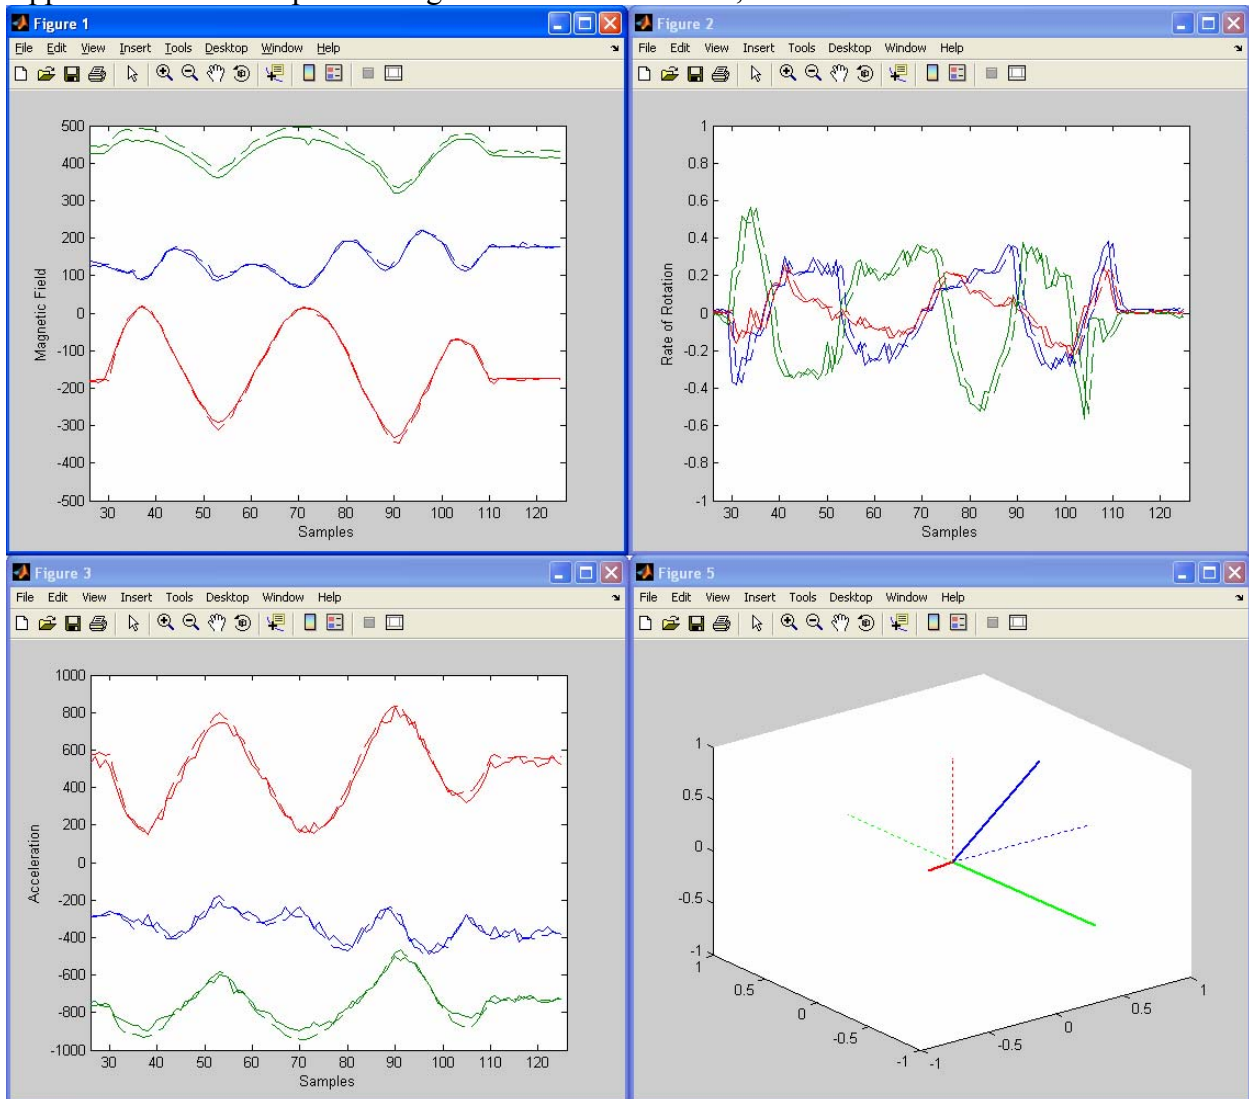 Figure 1
File Edit View Insert Tools Desktop Window Help
500
400
300
200
100
0
-100
-200
-300
-400
-500
Magnetic Field
30 40 50 60 70 80 90 100 110 120
Samples
Figure 2
File Edit View Insert Tools Desktop Window Help
1
0.8
0.6
0.4
0.2
0
-0.2
-0.4
-0.6
-0.8
-1
Rate of Rotation
30 40 50 60 70 80 90 100 110 120
Samples
Figure 3
File Edit View Insert Tools Desktop Window Help
1000
800
600
400
200
0
-200
-400
-600
-800
-1000
Acceleration
30 40 50 60 70 80 90 100 110 120
Samples
Figure 5
File Edit View Insert Tools Desktop Window Help
1
0.5
0
-0.5
-1
1
0.5
0
-0.5
-1
-1
-0.5
0
0.5
1